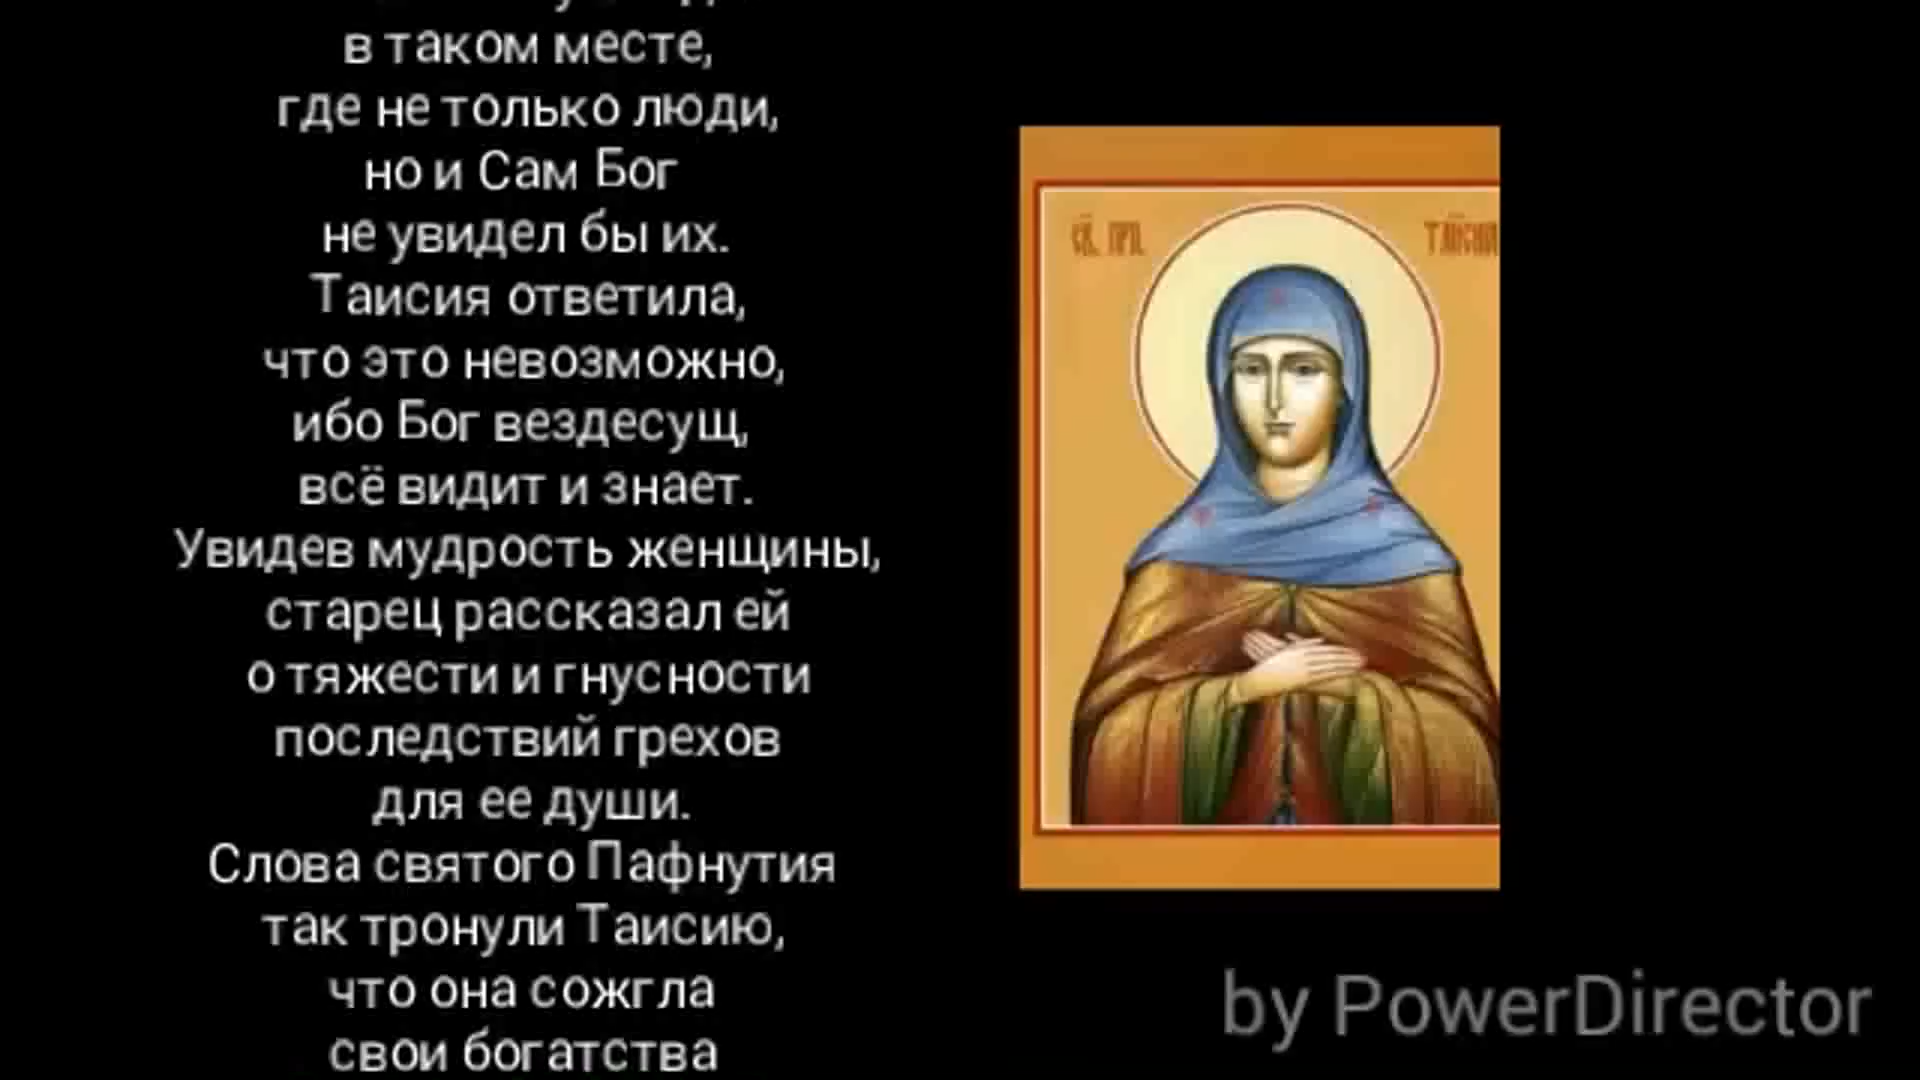 в таком месте,
где не только люди,
но и Сам Бог
не увидел бы их.
Таисия ответила,
что это невозможно,
ибо Бог вездесущ,
всё видит и знает.
Увидев мудрость женщины,
старец рассказал ей
о тяжести и гнусности
последствий грехов
для ее души.
Слова святого Пафнутия
так тронули Таисию,
что она сожгла
свои богатства
by PowerDirector